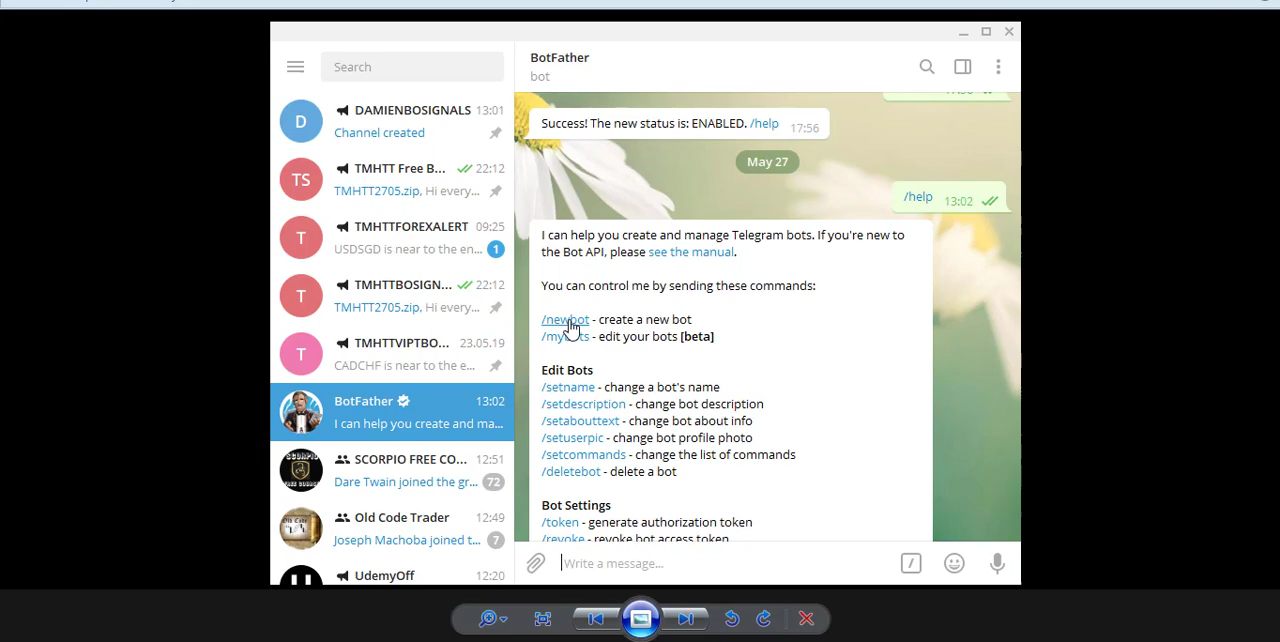 Search
DAMIENBOSIGNALS 13:01
Channel created
TS
TMHTT Free B... 22:12
TMHTT2705.zip, Hi every...
T
TMHTTFOREXALERT 09:25
USDSGD is near to the en... 1
T
TMHTTBOSIGN... 22:12
TMHTT2705.zip, Hi every...
T
TMHTTVIPTBO... 23.05.19
CADCHF is near to the e...
BotFather 13:02
I can help you create and ma...
SCORPIO FREE CO... 12:51
Dare Twain joined the gr... 72
Old Code Trader 12:49
Joseph Machoba joined t... 7
UdemyOff 12:20
D
BotFather
bot
Success! The new status is: ENABLED. /help 17:56
May 27
/help 13:02
I can help you create and manage Telegram bots. If you're new to
the Bot API, please see the manual.
You can control me by sending these commands:
/newbot - create a new bot
/mybots - edit your bots [beta]
Edit Bots
/setname - change a bot's name
/setdescription - change bot description
/setabouttext - change bot about info
/setuserpic - change bot profile photo
/setcommands - change the list of commands
/deletebot - delete a bot
Bot Settings
/token - generate authorization token
/revoke - revoke bot access token
Write a message...